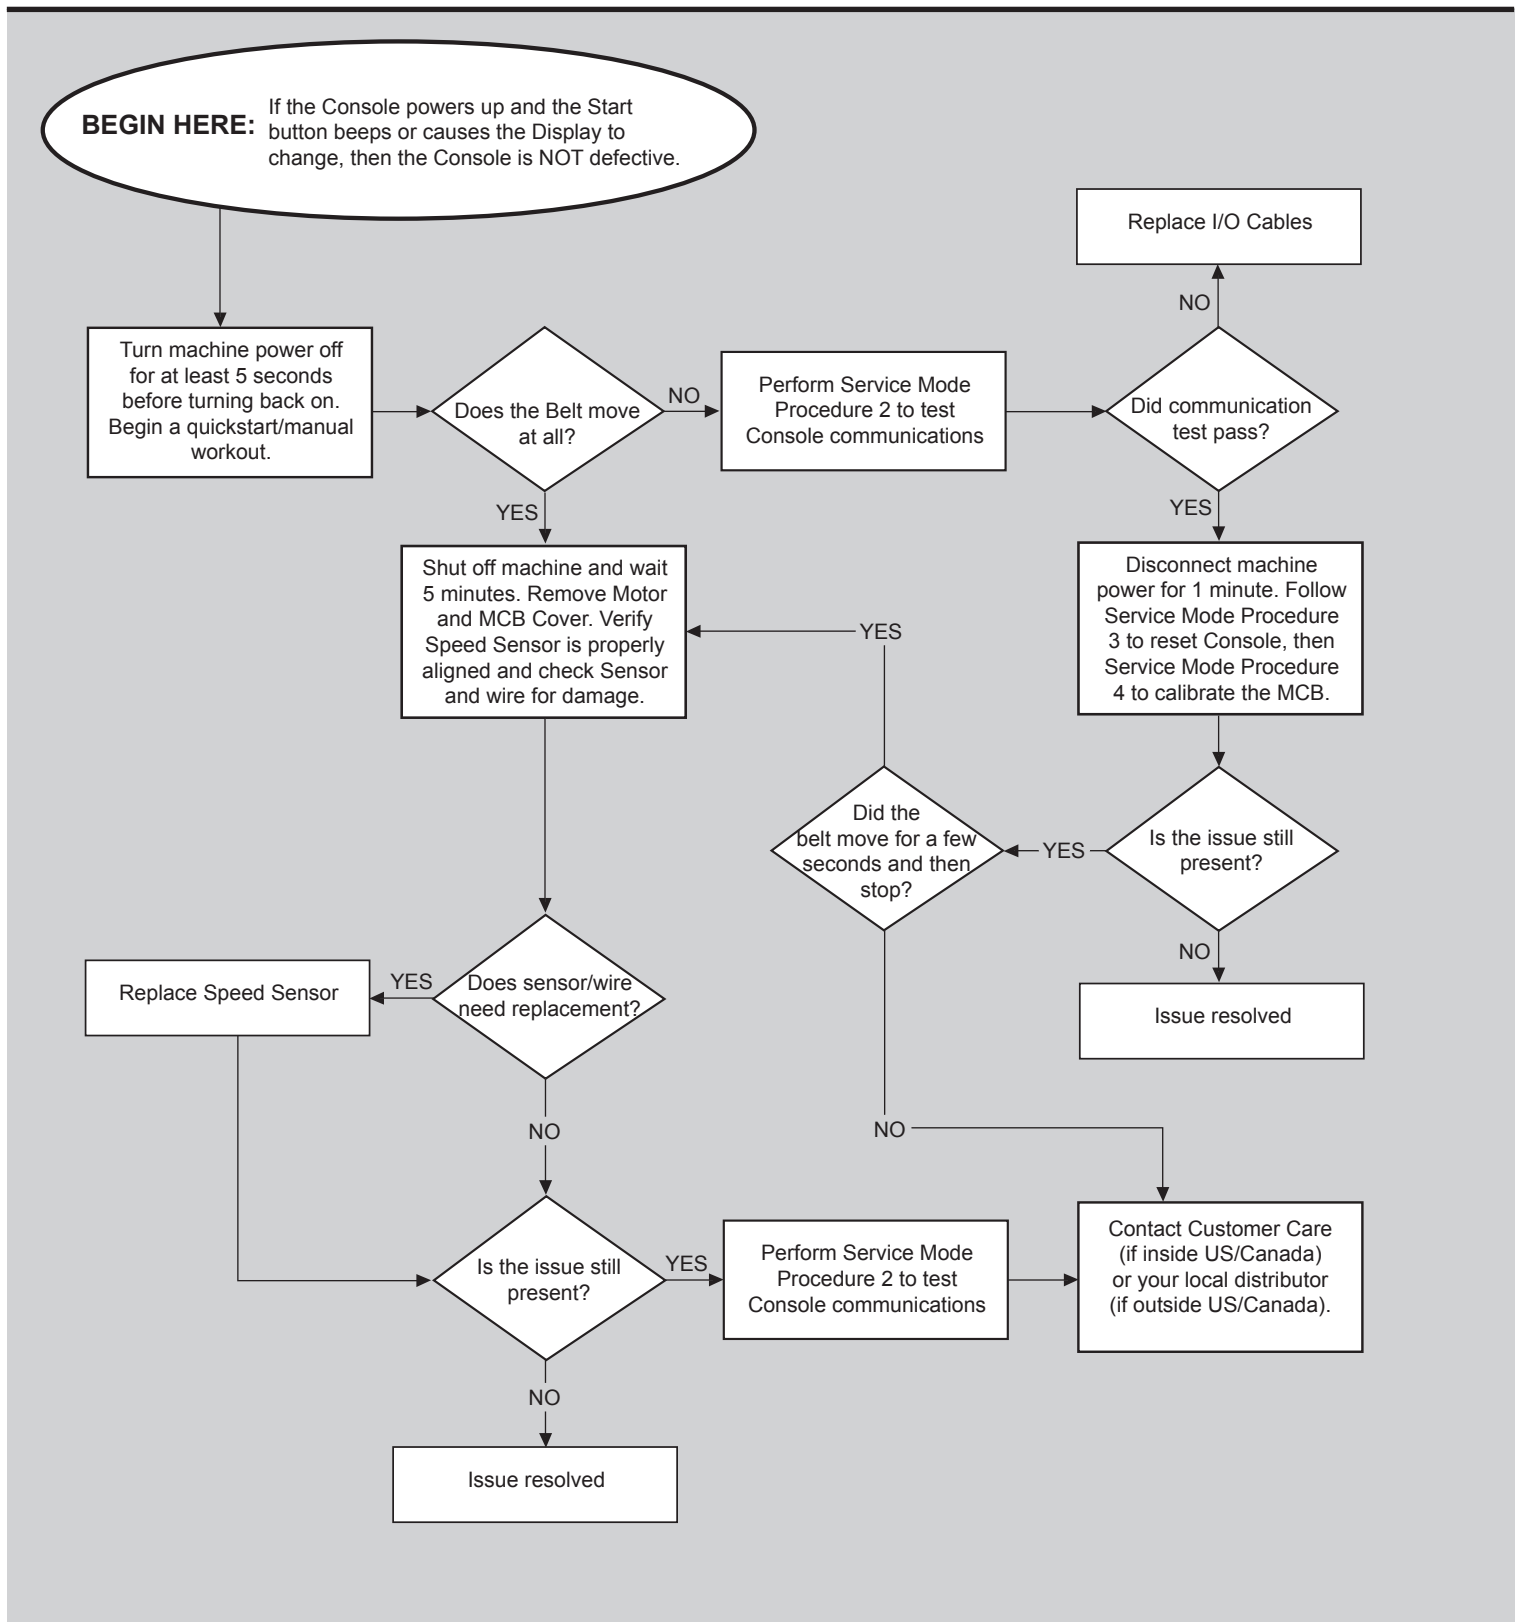 BEGIN HERE:
If the Console powers up and the Start
button beeps or causes the Display to
change, then the Console is NOT defective.
Replace I/O Cables
NO
Turn machine power off
for at least 5 seconds
before turning back on.
Begin a quickstart/manual
workout.
Does the Belt move
at all?
NO
Perform Service Mode
Procedure 2 to test
Console communications
Did communication
test pass?
YES
YES
Shut off machine and wait
5 minutes. Remove Motor
and MCB Cover. Verify
Speed Sensor is properly
aligned and check Sensor
and wire for damage.
Disconnect machine
power for 1 minute. Follow
Service Mode Procedure
3 to reset Console, then
Service Mode Procedure
4 to calibrate the MCB.
YES
Did the
belt move for a few
seconds and then
stop?
YES
Is the issue still
present?
NO
Issue resolved
Replace Speed Sensor
YES
Does sensor/wire
need replacement?
NO
NO
Is the issue still
present?
YES
Perform Service Mode
Procedure 2 to test
Console communications
Contact Customer Care
(if inside US/Canada)
or your local distributor
(if outside US/Canada).
NO
Issue resolved